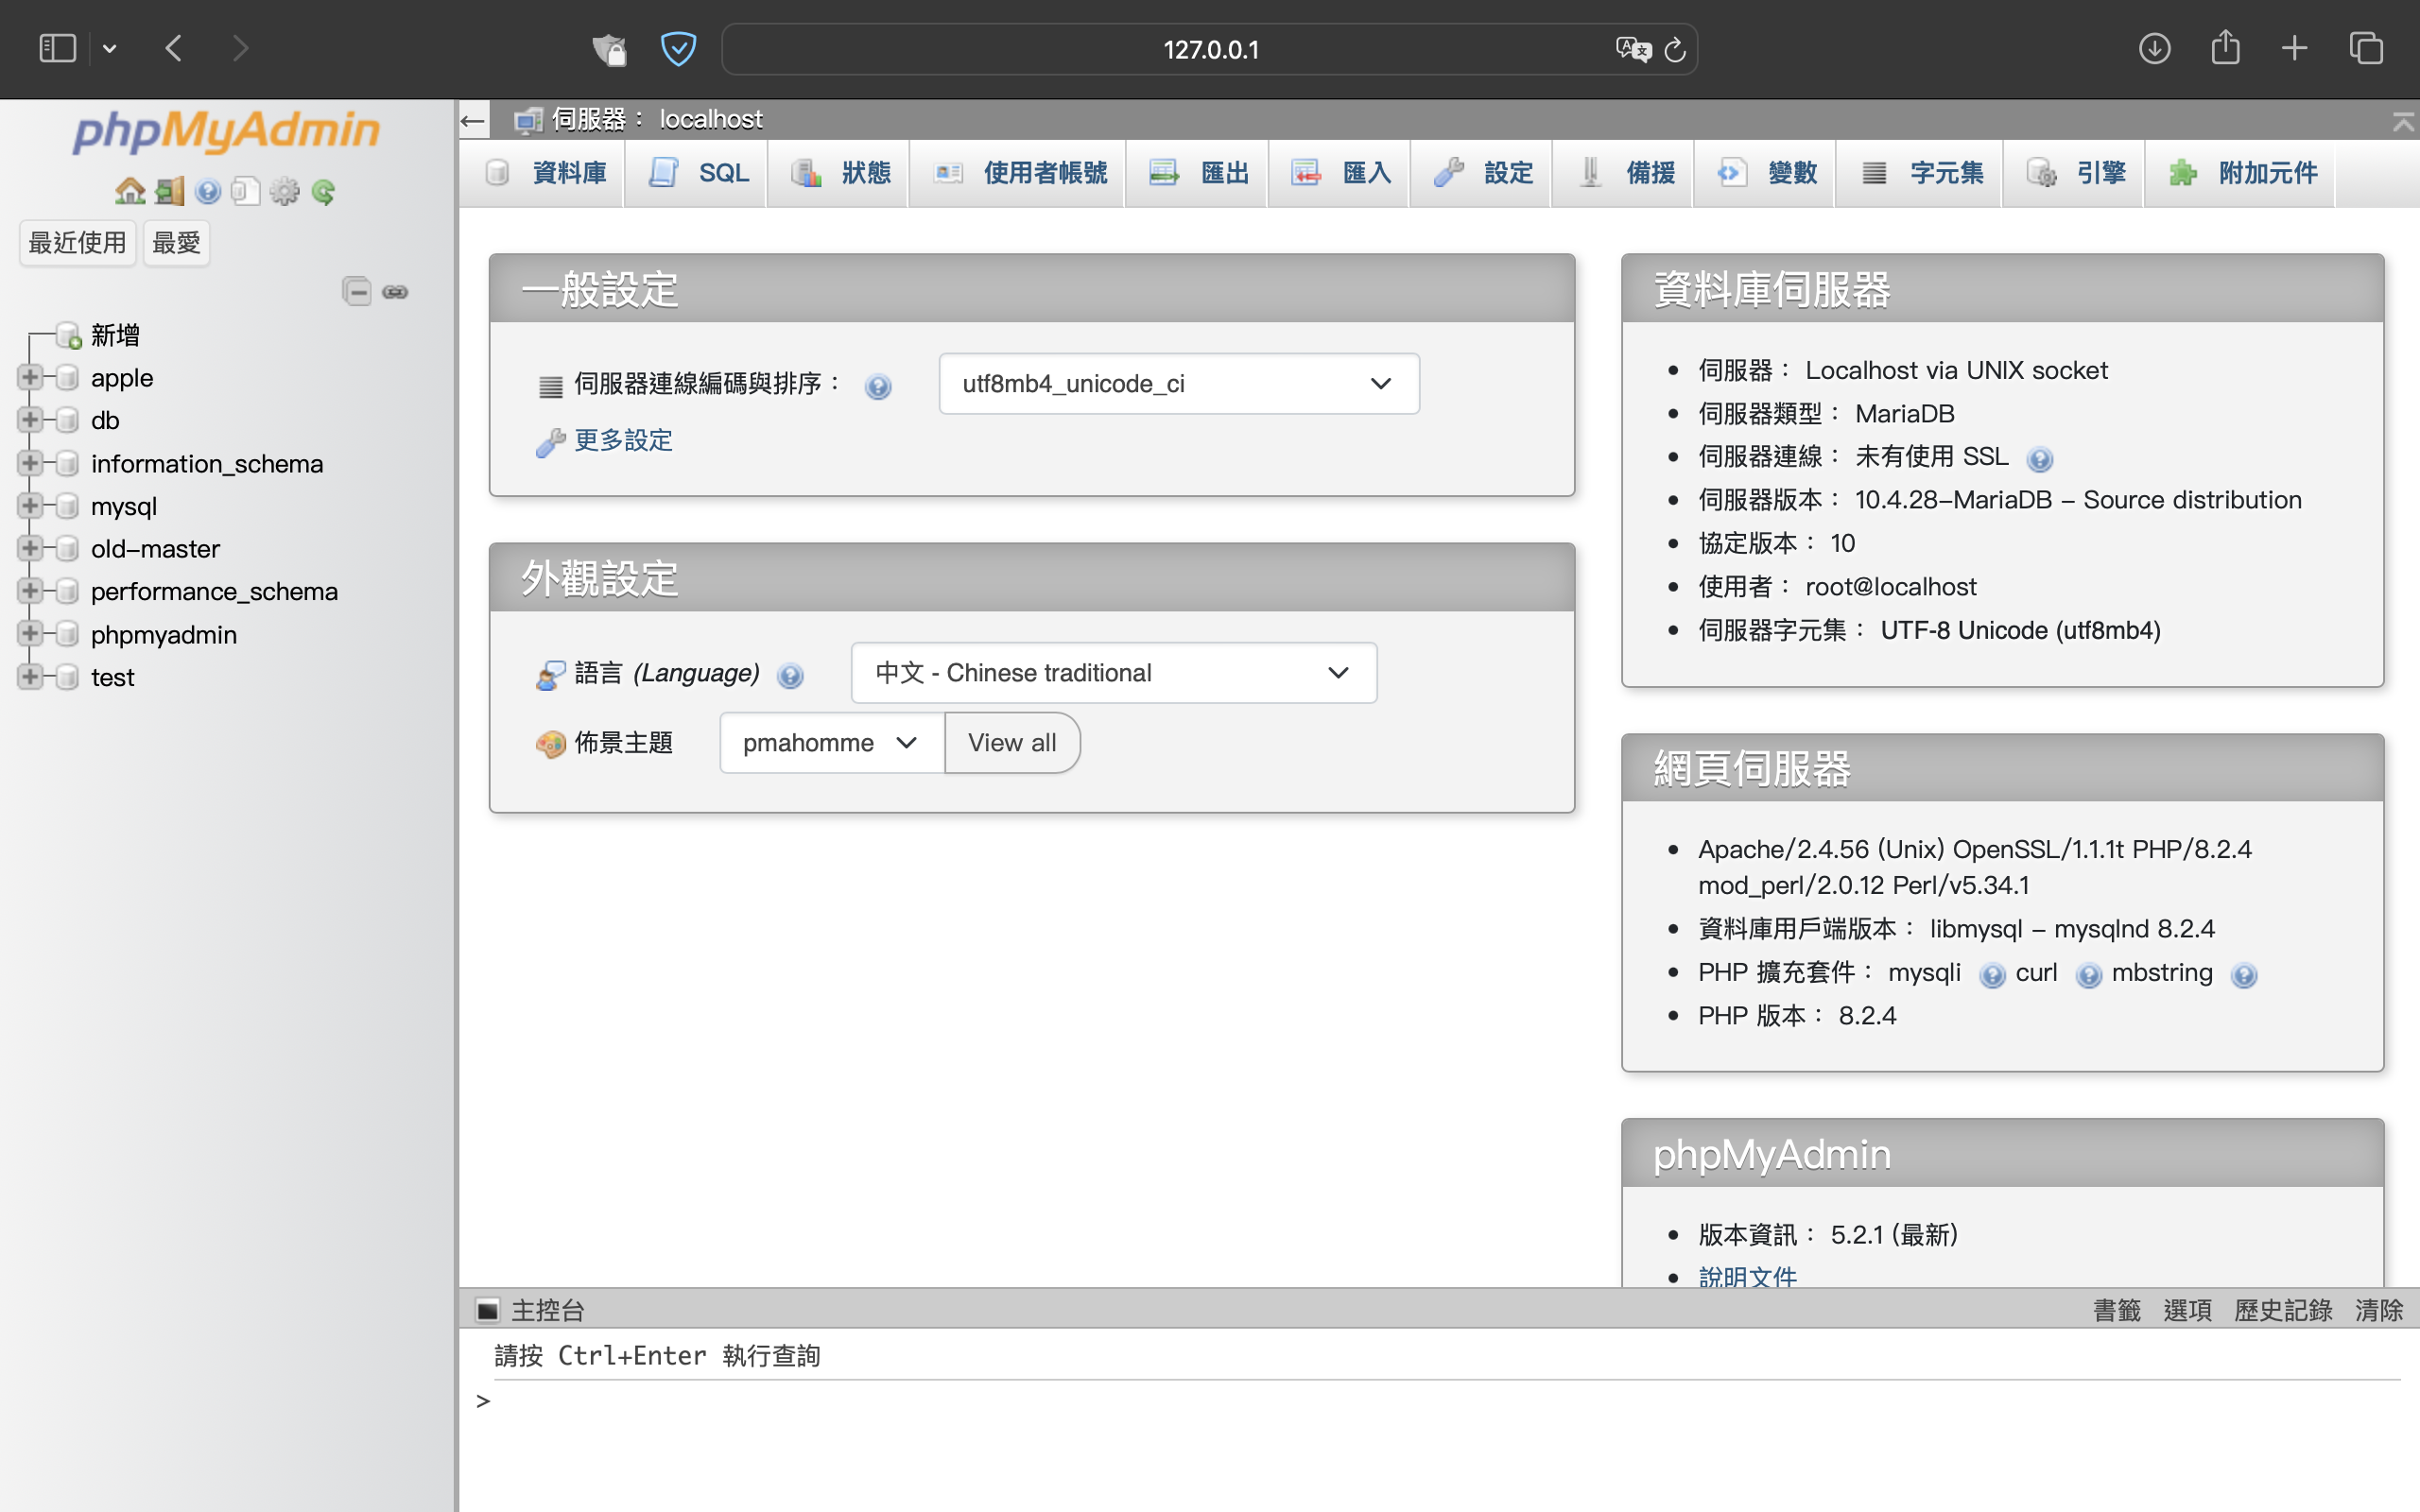 127.0.0.1
phpMyAdmin
最近使用 最愛
新增
apple
db
information_schema
mysql
old-master
performance_schema
phpmyadmin
test
伺服器： localhost
資料庫 SQL 狀態 使用者帳號 匯出 匯入 設定 備援 變數 字元集 引擎 附加元件
一般設定
伺服器連線編碼與排序： utf8mb4_unicode_ci
更多設定
外觀設定
語言 (Language) 中文 - Chinese traditional
佈景主題 pmahomme View all
資料庫伺服器
伺服器： Localhost via UNIX socket
伺服器類型： MariaDB
伺服器連線： 未有使用 SSL
伺服器版本： 10.4.28-MariaDB - Source distribution
協定版本： 10
使用者： root@localhost
伺服器字元集： UTF-8 Unicode (utf8mb4)
網頁伺服器
Apache/2.4.56 (Unix) OpenSSL/1.1.1t PHP/8.2.4
mod_perl/2.0.12 Perl/v5.34.1
資料庫用戶端版本： libmysql - mysqlnd 8.2.4
PHP 擴充套件： mysqli curl mbstring
PHP 版本： 8.2.4
phpMyAdmin
版本資訊： 5.2.1 (最新)
說明文件
主控台 書籤 選項 歷史記錄 清除
請按 Ctrl+Enter 執行查詢
>